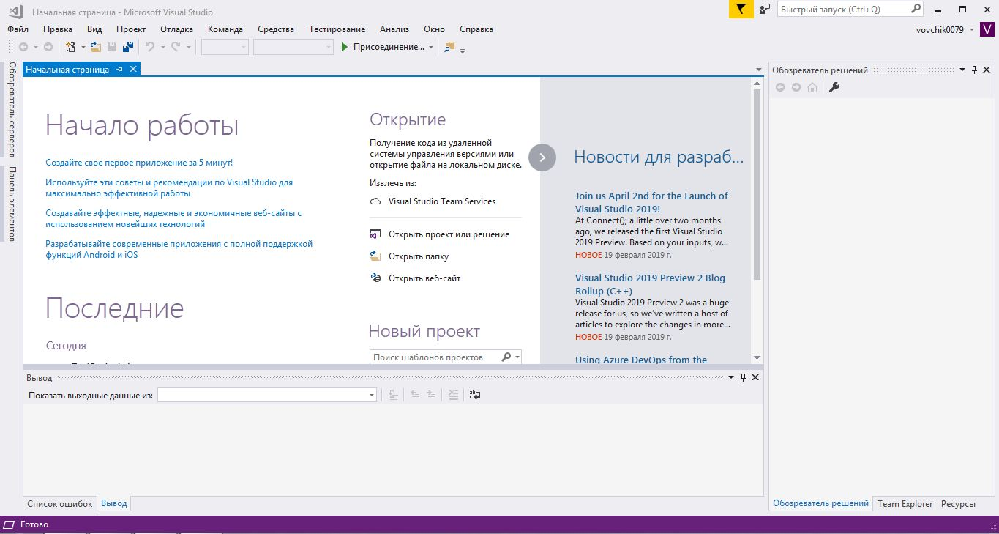 Начальная страница - Microsoft Visual Studio
Быстрый запуск (Ctrl+Q)
Файл Правка Вид Проект Отладка Команда Средства Тестирование Анализ Окно Справка
vovchik0079 V
Присоединение...
Обозреватель серверов
Панель элементов
Начальная страница
Начало работы
Создайте свое первое приложение за 5 минут!
Используйте эти советы и рекомендации по Visual Studio для
максимально эффективной работы
Создавайте эффектные, надежные и экономичные веб-сайты с
использованием новейших технологий
Разрабатывайте современные приложения с полной поддержкой
функций Android и iOS
Последние
Сегодня
Открытие
Получение кода из удаленной
системы управления версиями или
открытие файла на локальном диске.
Извлечь из:
Visual Studio Team Services
Открыть проект или решение
Открыть папку
Открыть веб-сайт
Новый проект
Поиск шаблонов проектов
Новости для разраб...
Join us April 2nd for the Launch of
Visual Studio 2019!
At Connect(); a little over two months
ago, we released the first Visual Studio
2019 Preview. Based on your inputs, w...
НОВОЕ 19 февраля 2019 г.
Visual Studio 2019 Preview 2 Blog
Rollup (C++)
Visual Studio 2019 Preview 2 was a huge
release for us, so we've written a host of
articles to explore the changes in more...
НОВОЕ 19 февраля 2019 г.
Using Azure DevOps from the
Обозреватель решений
Вывод
Показать выходные данные из:
Список ошибок Вывод
Обозреватель решений Team Explorer Ресурсы
Готово